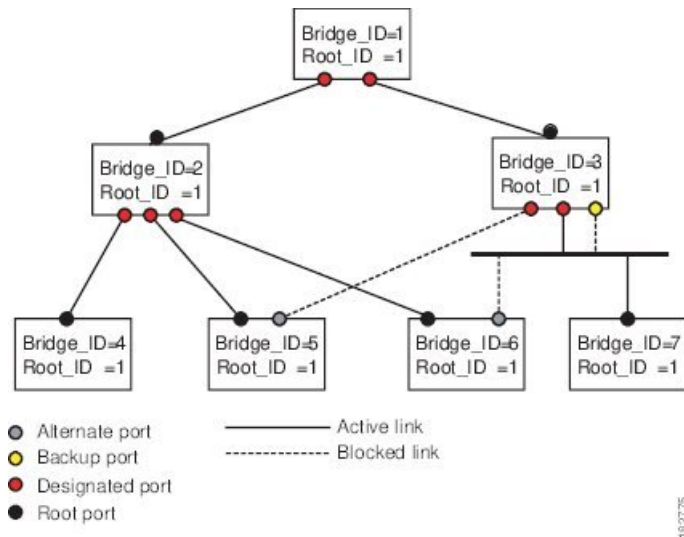 Bridge_ID=1
Root_ID =1
Bridge_ID=2
Root_ID =1
Bridge_ID=3
Root_ID =1
Bridge_ID=4
Root_ID =1
Bridge_ID=5
Root_ID =1
Bridge_ID=6
Root_ID =1
Bridge_ID=7
Root_ID =1
Alternate port
Backup port
Designated port
Root port
Active link
Blocked link